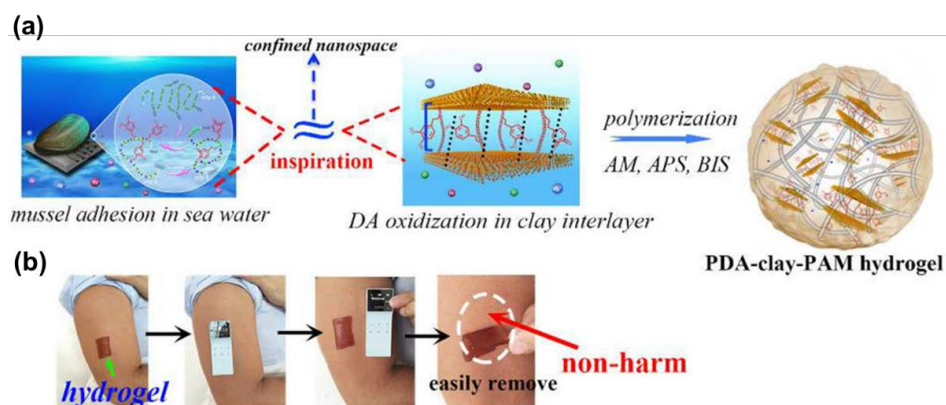 (a)
confined nanospace
inspiration
mussel adhesion in sea water
DA oxidization in clay interlayer
polymerization
AM, APS, BIS
PDA-clay-PAM hydrogel
(b)
hydrogel
easily remove
non-harm